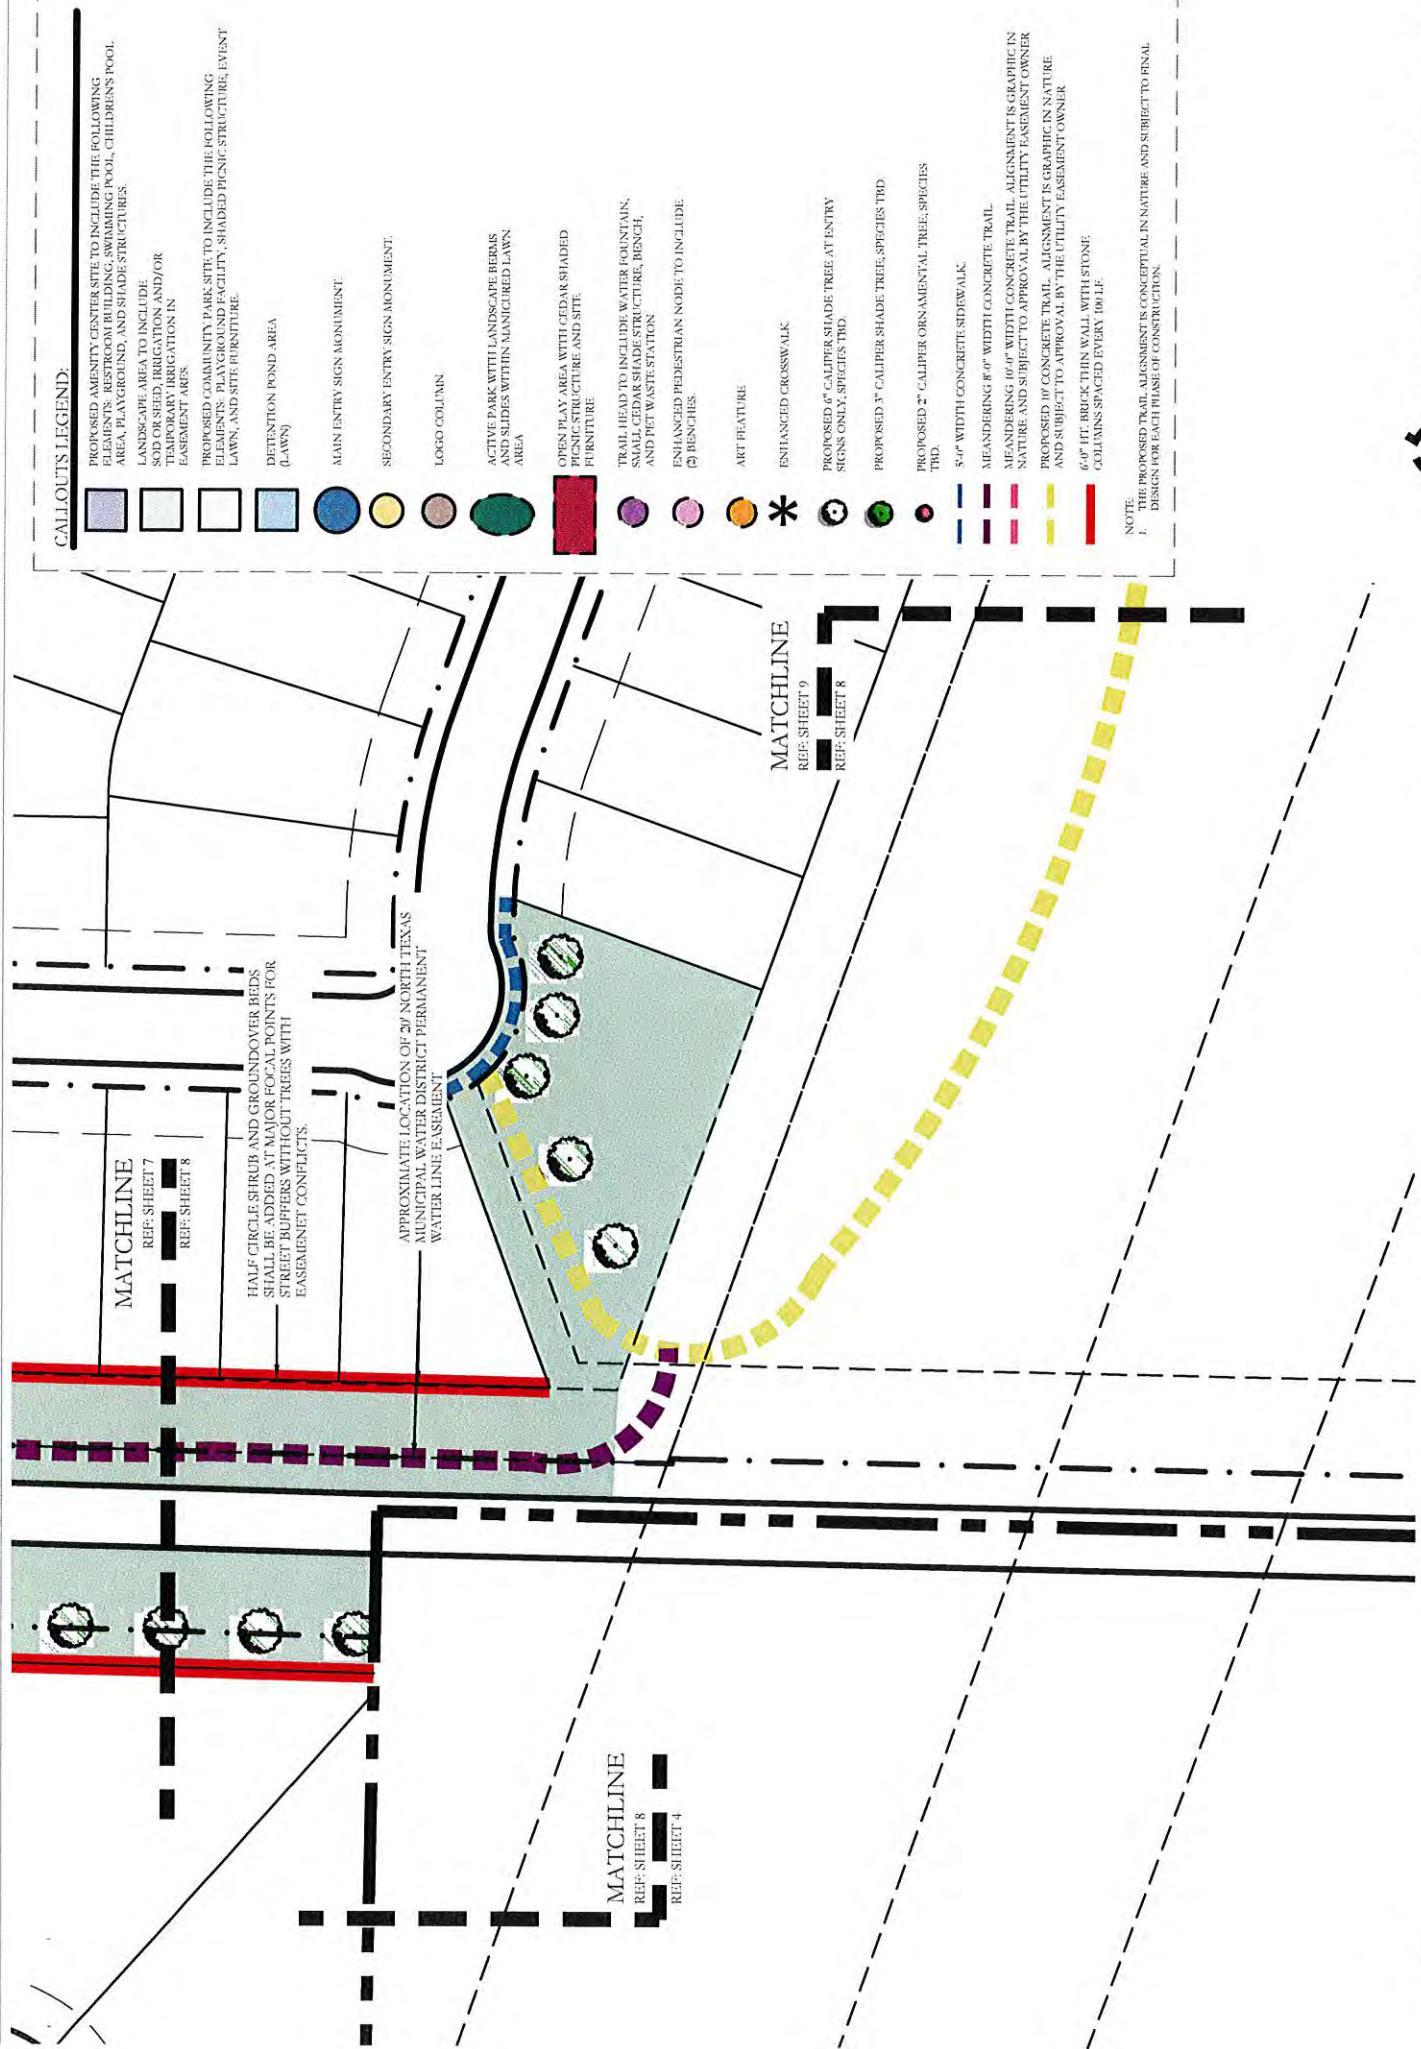 CALLOUTS LEGEND:
PROPOSED AMENITY CENTER SITE TO INCLUDE THE FOLLOWING
ELEMENTS: RESTROOM BUILDING, SWIMMING POOL, CHILDREN'S POOL
AREA, PLAYGROUND, AND SHADE STRUCTURES.
LANDSCAPE AREA TO INCLUDE
SOD OR SEED, IRRIGATION AND/OR
TEMPORARY IRRIGATION IN
EASEMENT ARES.
PROPOSED COMMUNITY PARK SITE TO INCLUDE THE FOLLOWING
ELEMENTS: PLAYGROUND FACILITY, SHADED PICNIC STRUCTURE, EVENT
LAWN, AND SITE FURNITURE.
DETENTION POND AREA
(LAWN)
MAIN ENTRY SIGN MONUMENT.
SECONDARY ENTRY SIGN MONUMENT.
LOGO COLUMN.
ACTIVE PARK WITH LANDSCAPE BERMS
AND SLIDES WITHIN MANICURED LAWN
AREA
OPEN PLAY AREA WITH CEDAR SHADED
PICNIC STRUCTURE AND SITE
FURNITURE
TRAIL HEAD TO INCLUDE WATER FOUNTAIN,
SMALL CEDAR SHADE STRUCTURE, BENCH,
AND PET WASTE STATION
ENHANCED PEDESTRIAN NODE TO INCLUDE
(2) BENCHES.
ART FEATURE
ENHANCED CROSSWALK
PROPOSED 6" CALIPER SHADE TREE AT ENTRY
SIGNS ONLY, SPECIES TBD.
PROPOSED 3" CALIPER SHADE TREE, SPECIES TBD.
PROPOSED 2" CALIPER ORNAMENTAL TREE, SPECIES
TBD.
5'-0" WIDTH CONCRETE SIDEWALK.
MEANDERING 8'-0" WIDTH CONCRETE TRAIL.
MEANDERING 10'-0" WIDTH CONCRETE TRAIL. ALIGNMENT IS GRAPHIC IN
NATURE AND SUBJECT TO APPROVAL BY THE UTILITY EASEMENT OWNER
PROPOSED 10' CONCRETE TRAIL. ALIGNMENT IS GRAPHIC IN NATURE
AND SUBJECT TO APPROVAL BY THE UTILITY EASEMENT OWNER
6'-0" HT. BRICK THIN WALL WITH STONE
COLUMNS SPACED EVERY 100 LF.
NOTE:
1. THE PROPOSED TRAIL ALIGNMENT IS CONCEPTUAL IN NATURE AND SUBJECT TO FINAL
DESIGN FOR EACH PHASE OF CONSTRUCTION.
MATCHLINE
REF: SHEET 7
REF: SHEET 8
HALF CIRCLE SHRUB AND GROUNDOVER BEDS
SHALL BE ADDED AT MAJOR FOCAL POINTS FOR
STREET BUFFERS WITHOUT TREES WITH
EASEMENET CONFLICTS.
APPROXIMATE LOCATION OF 20' NORTH TEXAS
MUNICIPAL WATER DISTRICT PERMANENT
WATER LINE EASEMENT
MATCHLINE
REF: SHEET 9
REF: SHEET 8
MATCHLINE
REF: SHEET 8
REF: SHEET 4